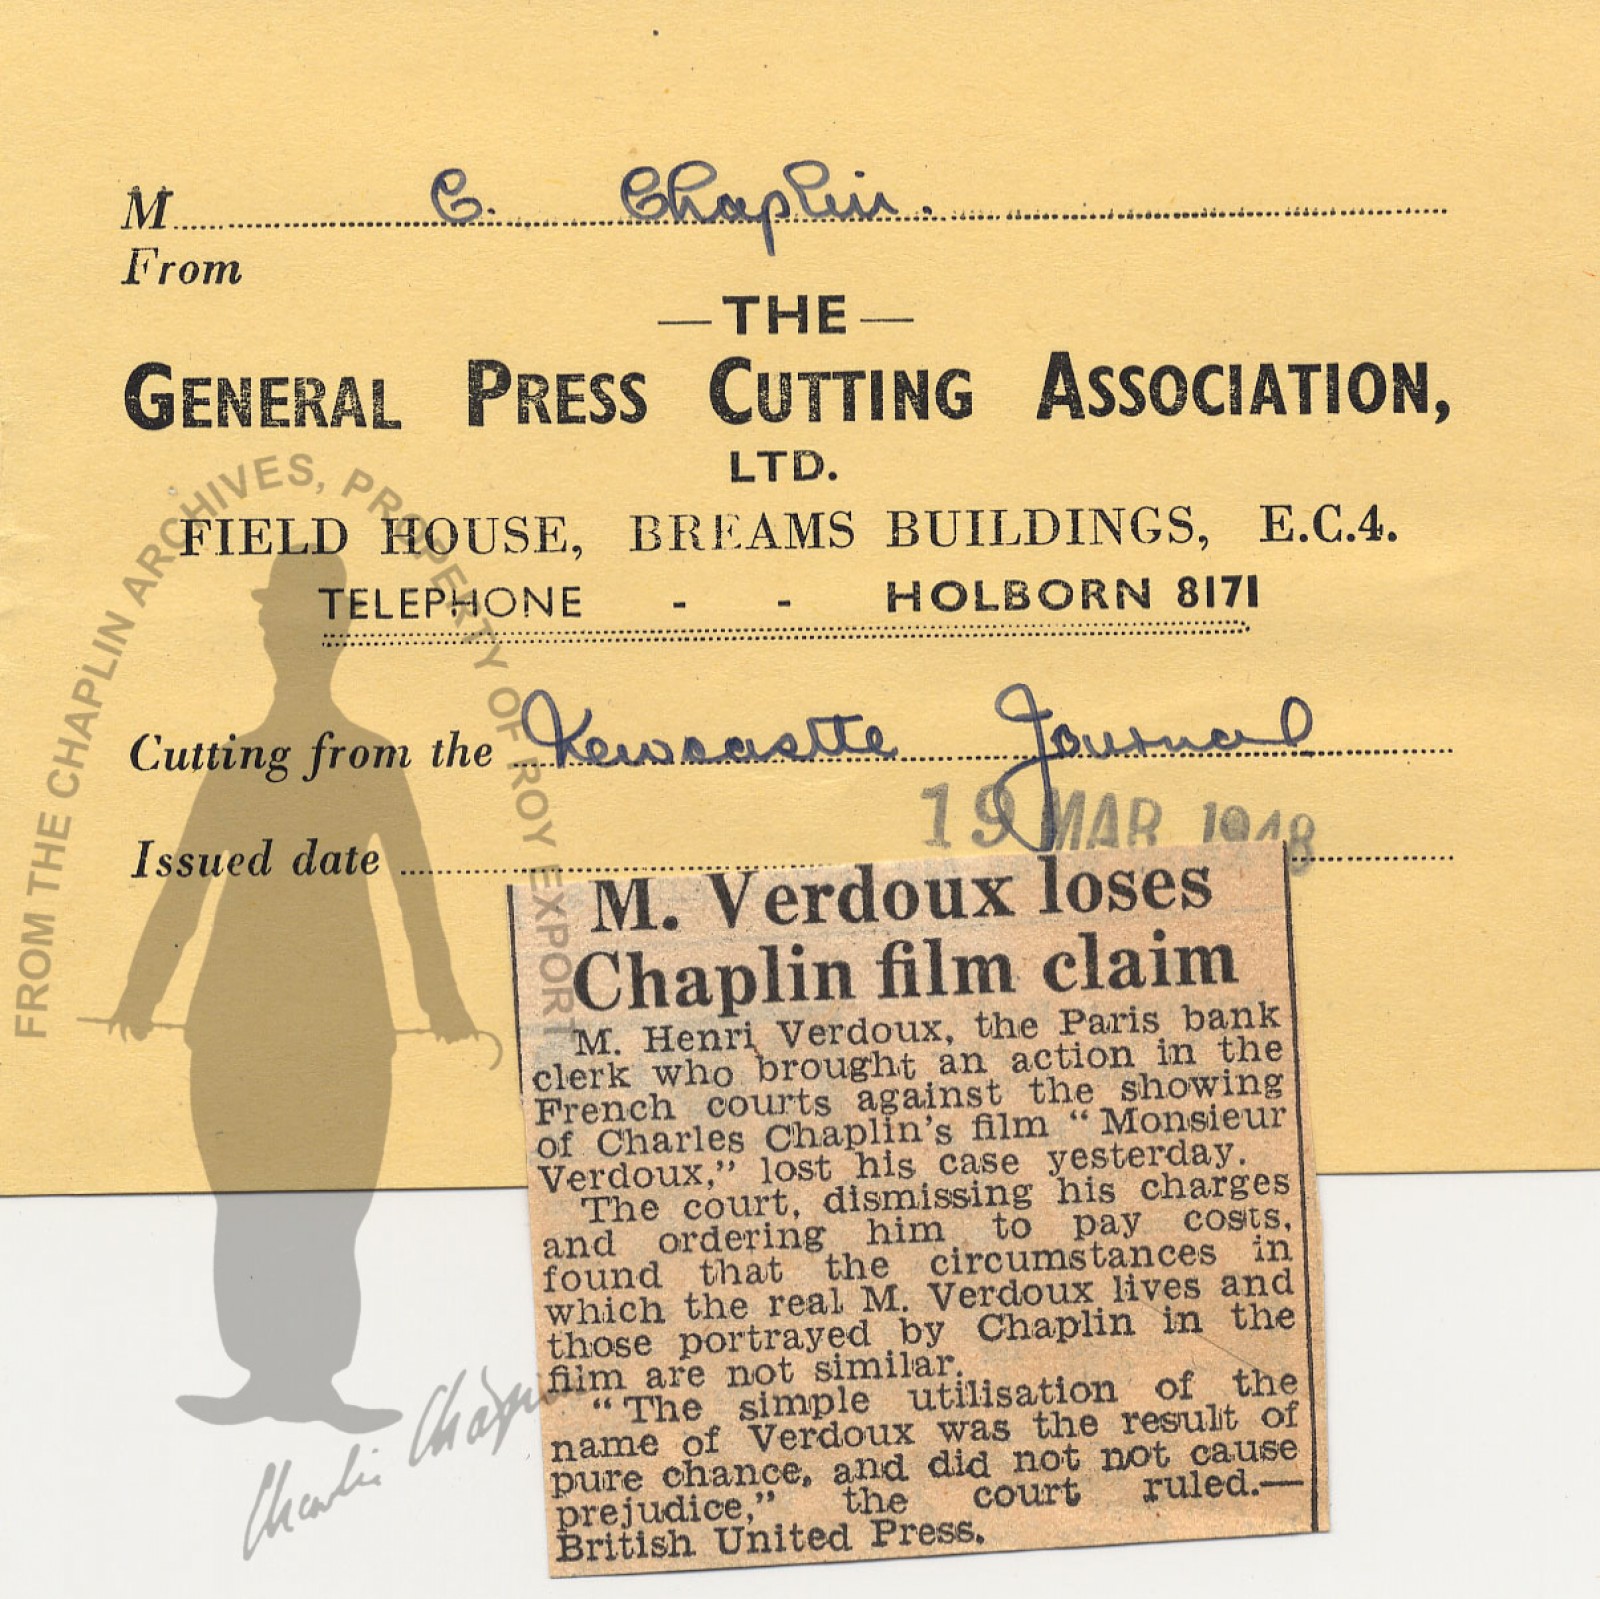 M C. Chaplin.
From
— THE —
GENERAL PRESS CUTTING ASSOCIATION,
LTD.
FIELD HOUSE, BREAMS BUILDINGS, E.C.4.
TELEPHONE - - HOLBORN 8171
Cutting from the Newcastle Journal
Issued date 19 MAR 1948
M. Verdoux loses
Chaplin film claim
M. Henri Verdoux, the Paris bank
clerk who brought an action in the
French courts against the showing
of Charles Chaplin's film "Monsieur
Verdoux," lost his case yesterday.
The court, dismissing his charges
and ordering him to pay costs,
found that the circumstances in
which the real M. Verdoux lives and
those portrayed by Chaplin in the
film are not similar.
"The simple utilisation of the
name of Verdoux was the result of
pure chance, and did not not cause
prejudice," the court ruled.—
British United Press.
FROM THE CHAPLIN ARCHIVES, PROPERTY OF ROY EXPORT
Charlie Chaplin